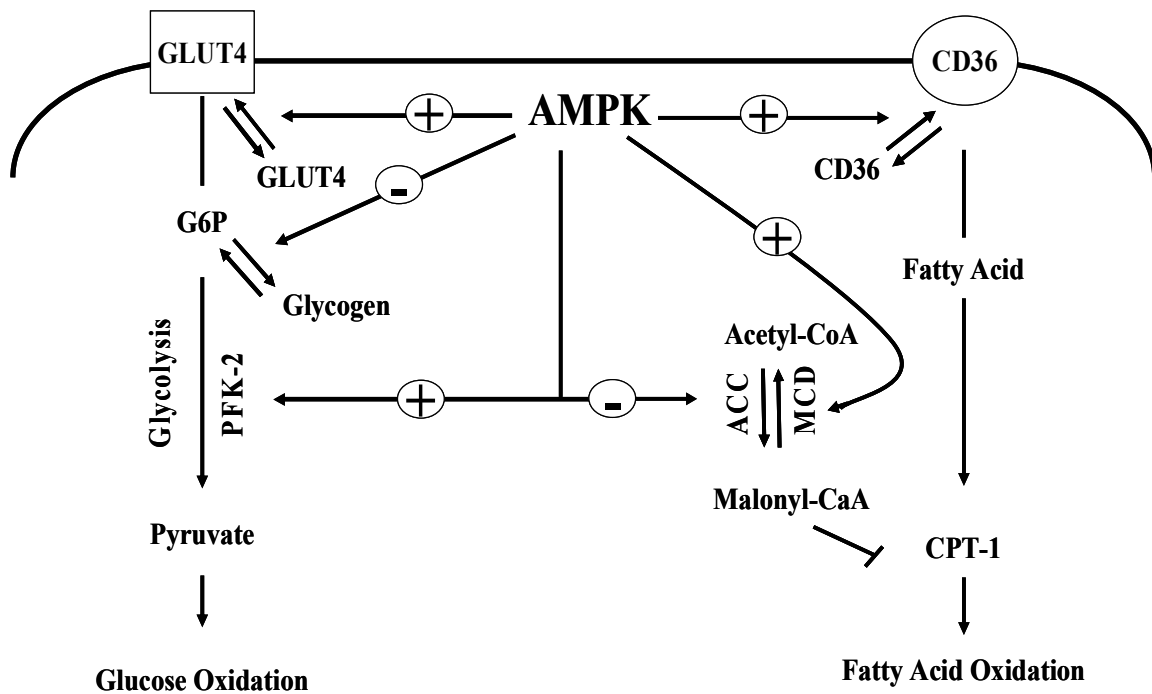 GLUT4
CD36
AMPK
+
+
GLUT4
CD36
-
G6P
+
Fatty Acid
Glycogen
Acetyl-CoA
Glycolysis
PFK-2
+
-
ACC
MCD
Malonyl-CaA
Pyruvate
CPT-1
Glucose Oxidation
Fatty Acid Oxidation